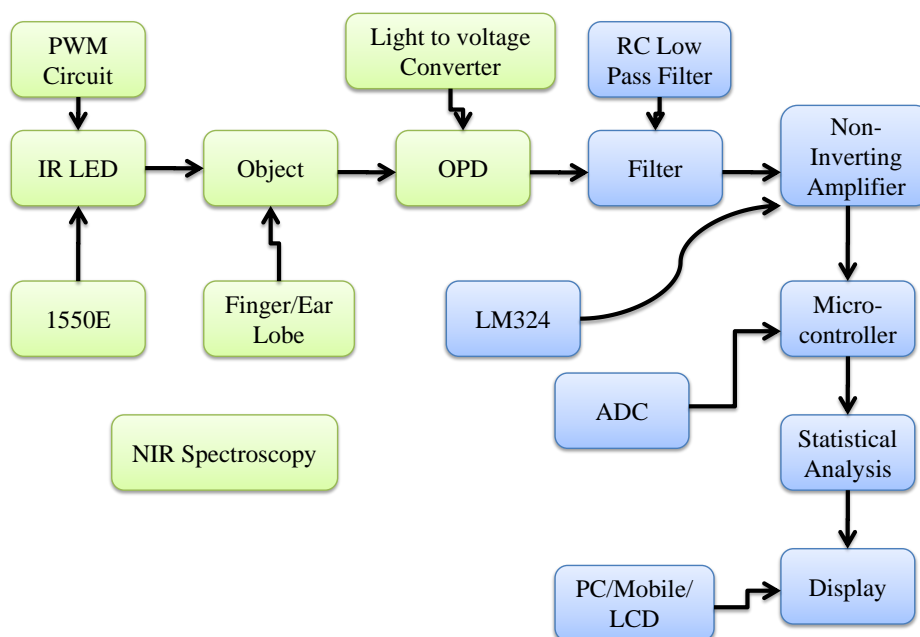 PWM
Circuit
Light to voltage
Converter
RC Low
Pass Filter
IR LED
Object
OPD
Filter
Non-
Inverting
Amplifier
1550E
Finger/Ear
Lobe
LM324
Micro-
controller
ADC
NIR Spectroscopy
Statistical
Analysis
PC/Mobile/
LCD
Display